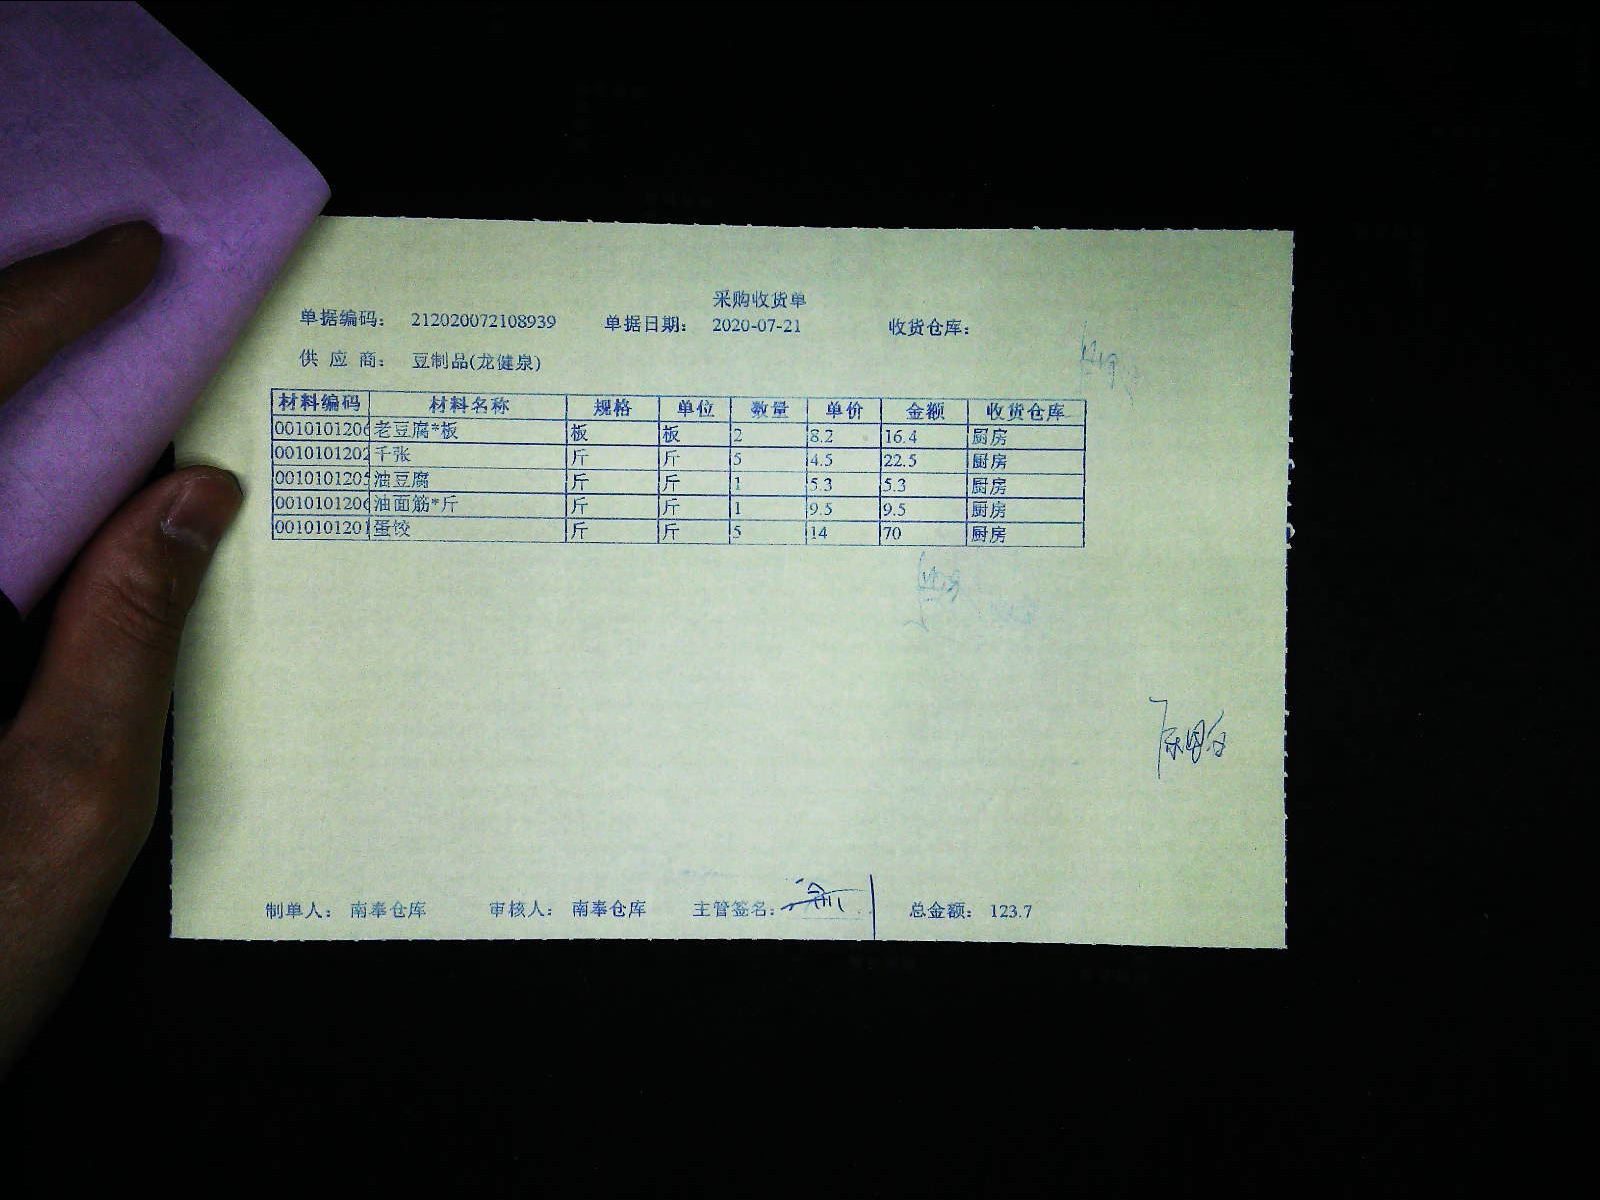 采购收货单
单据编码： 212020072108939 单据日期： 2020-07-21 收货仓库：
供 应 商： 豆制品(龙健泉)
材料编码 材料名称 规格 单位 数量 单价 金额 收货仓库
0010101206 老豆腐*板 板 板 2 8.2 16.4 厨房
0010101202 千张 斤 斤 5 4.5 22.5 厨房
0010101205 油豆腐 斤 斤 1 5.3 5.3 厨房
0010101206 油面筋*斤 斤 斤 1 9.5 9.5 厨房
0010101201 蛋饺 斤 斤 5 14 70 厨房
制单人： 南奉仓库 审核人： 南奉仓库 主管签名： 总金额： 123.7